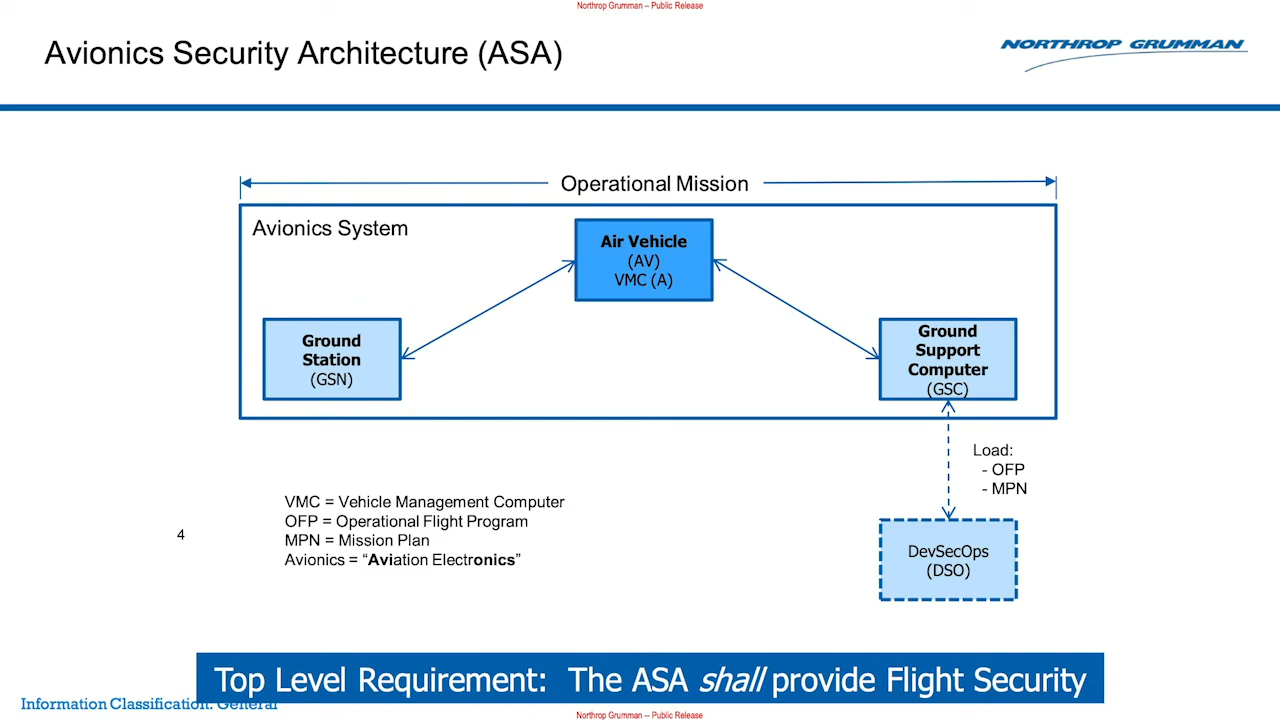 Northrop Grumman – Public Release
Avionics Security Architecture (ASA)
NORTHROP GRUMMAN
Operational Mission
Avionics System
Air Vehicle
(AV)
VMC (A)
Ground
Station
(GSN)
Ground
Support
Computer
(GSC)
Load:
- OFP
- MPN
VMC = Vehicle Management Computer
OFP = Operational Flight Program
MPN = Mission Plan
Avionics = “Aviation Electronics”
4
DevSecOps
(DSO)
Top Level Requirement: The ASA shall provide Flight Security
Information Classification: General
Northrop Grumman – Public Release